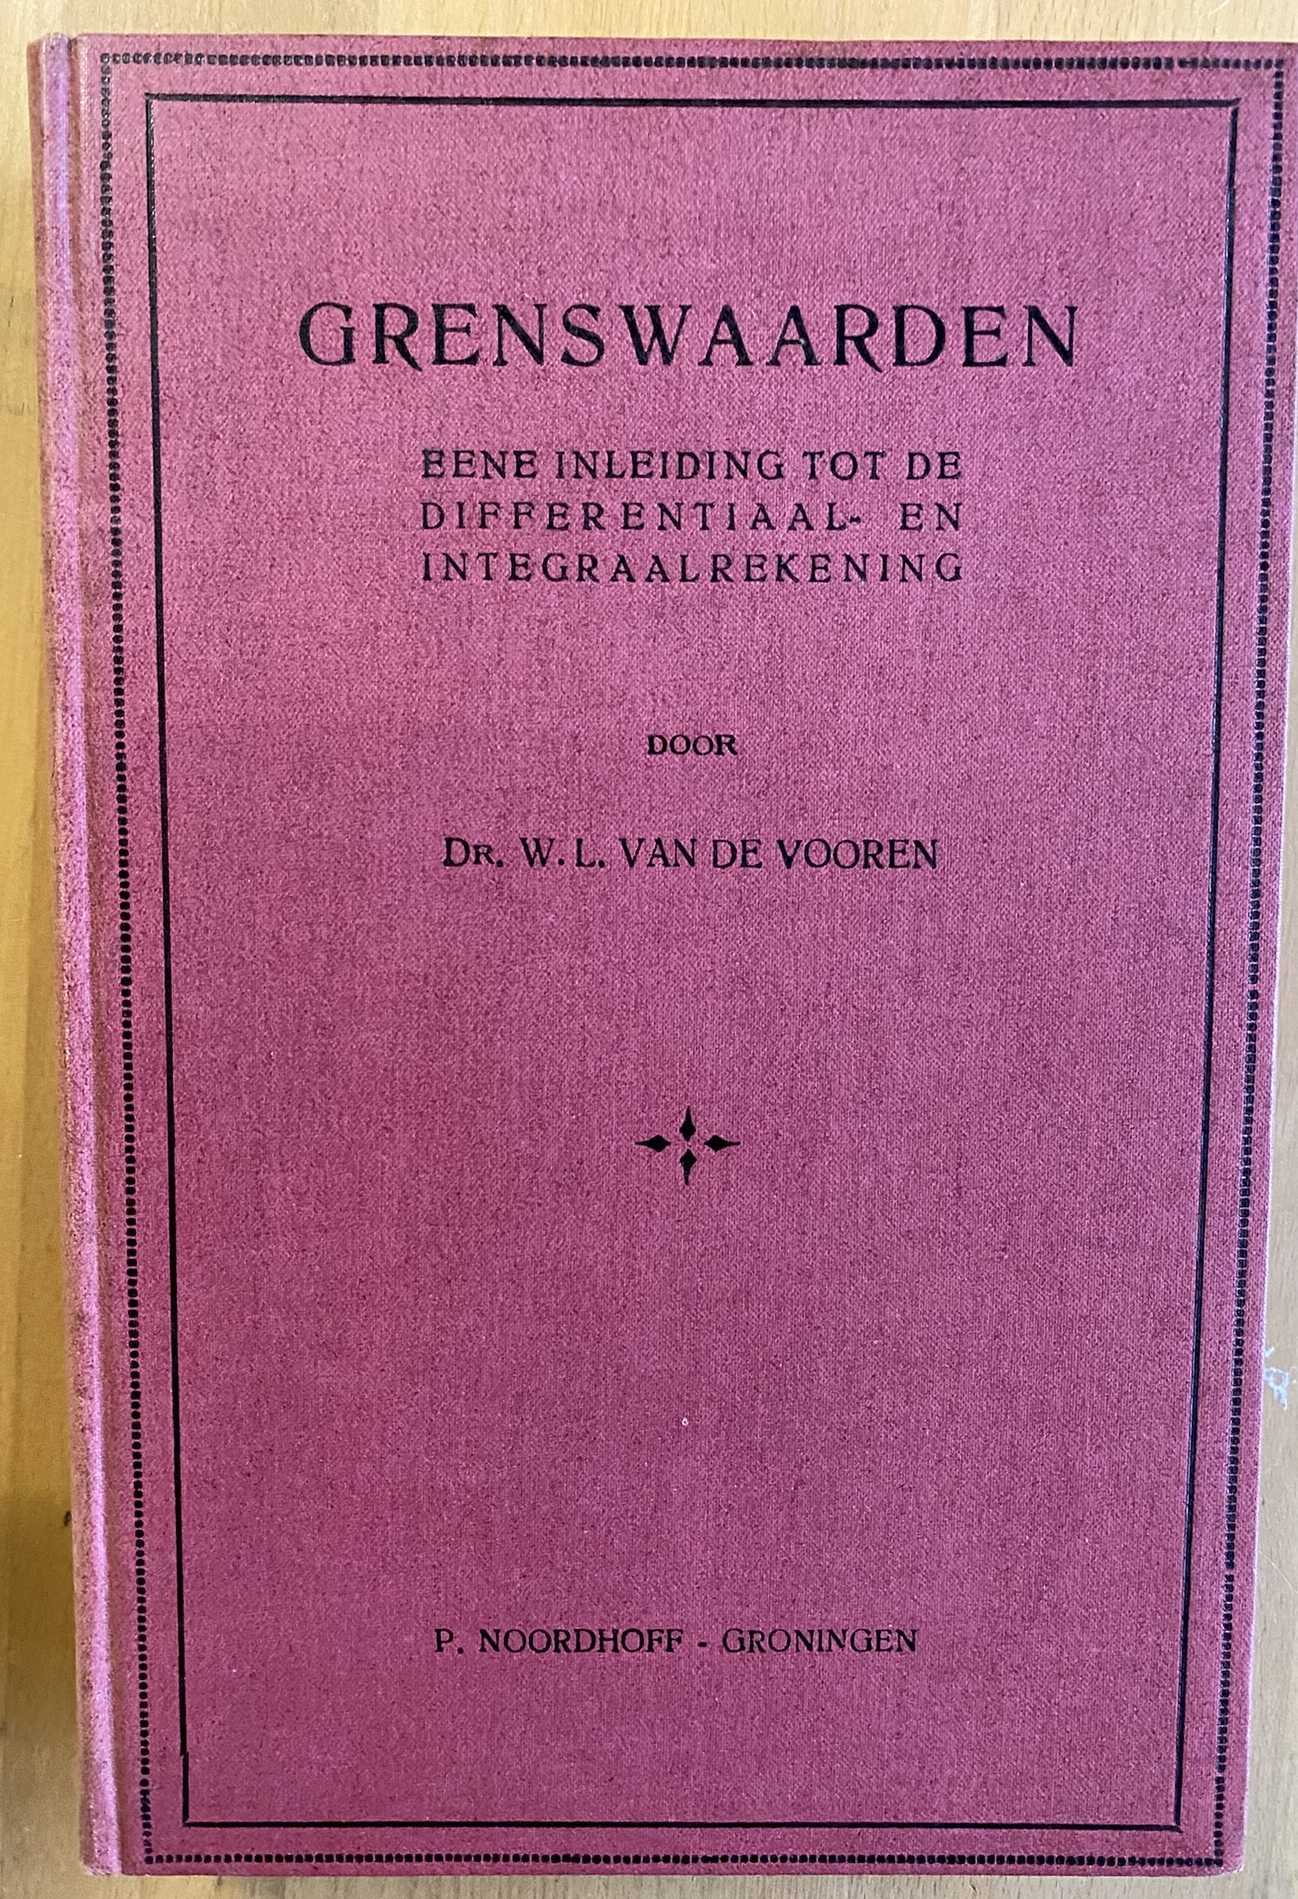 GRENSWAARDEN
EENE INLEIDING TOT DE
DIFFERENTIAAL- EN
INTEGRAALREKENING
DOOR
DR. W. L. VAN DE VOOREN
P. NOORDHOFF - GRONINGEN